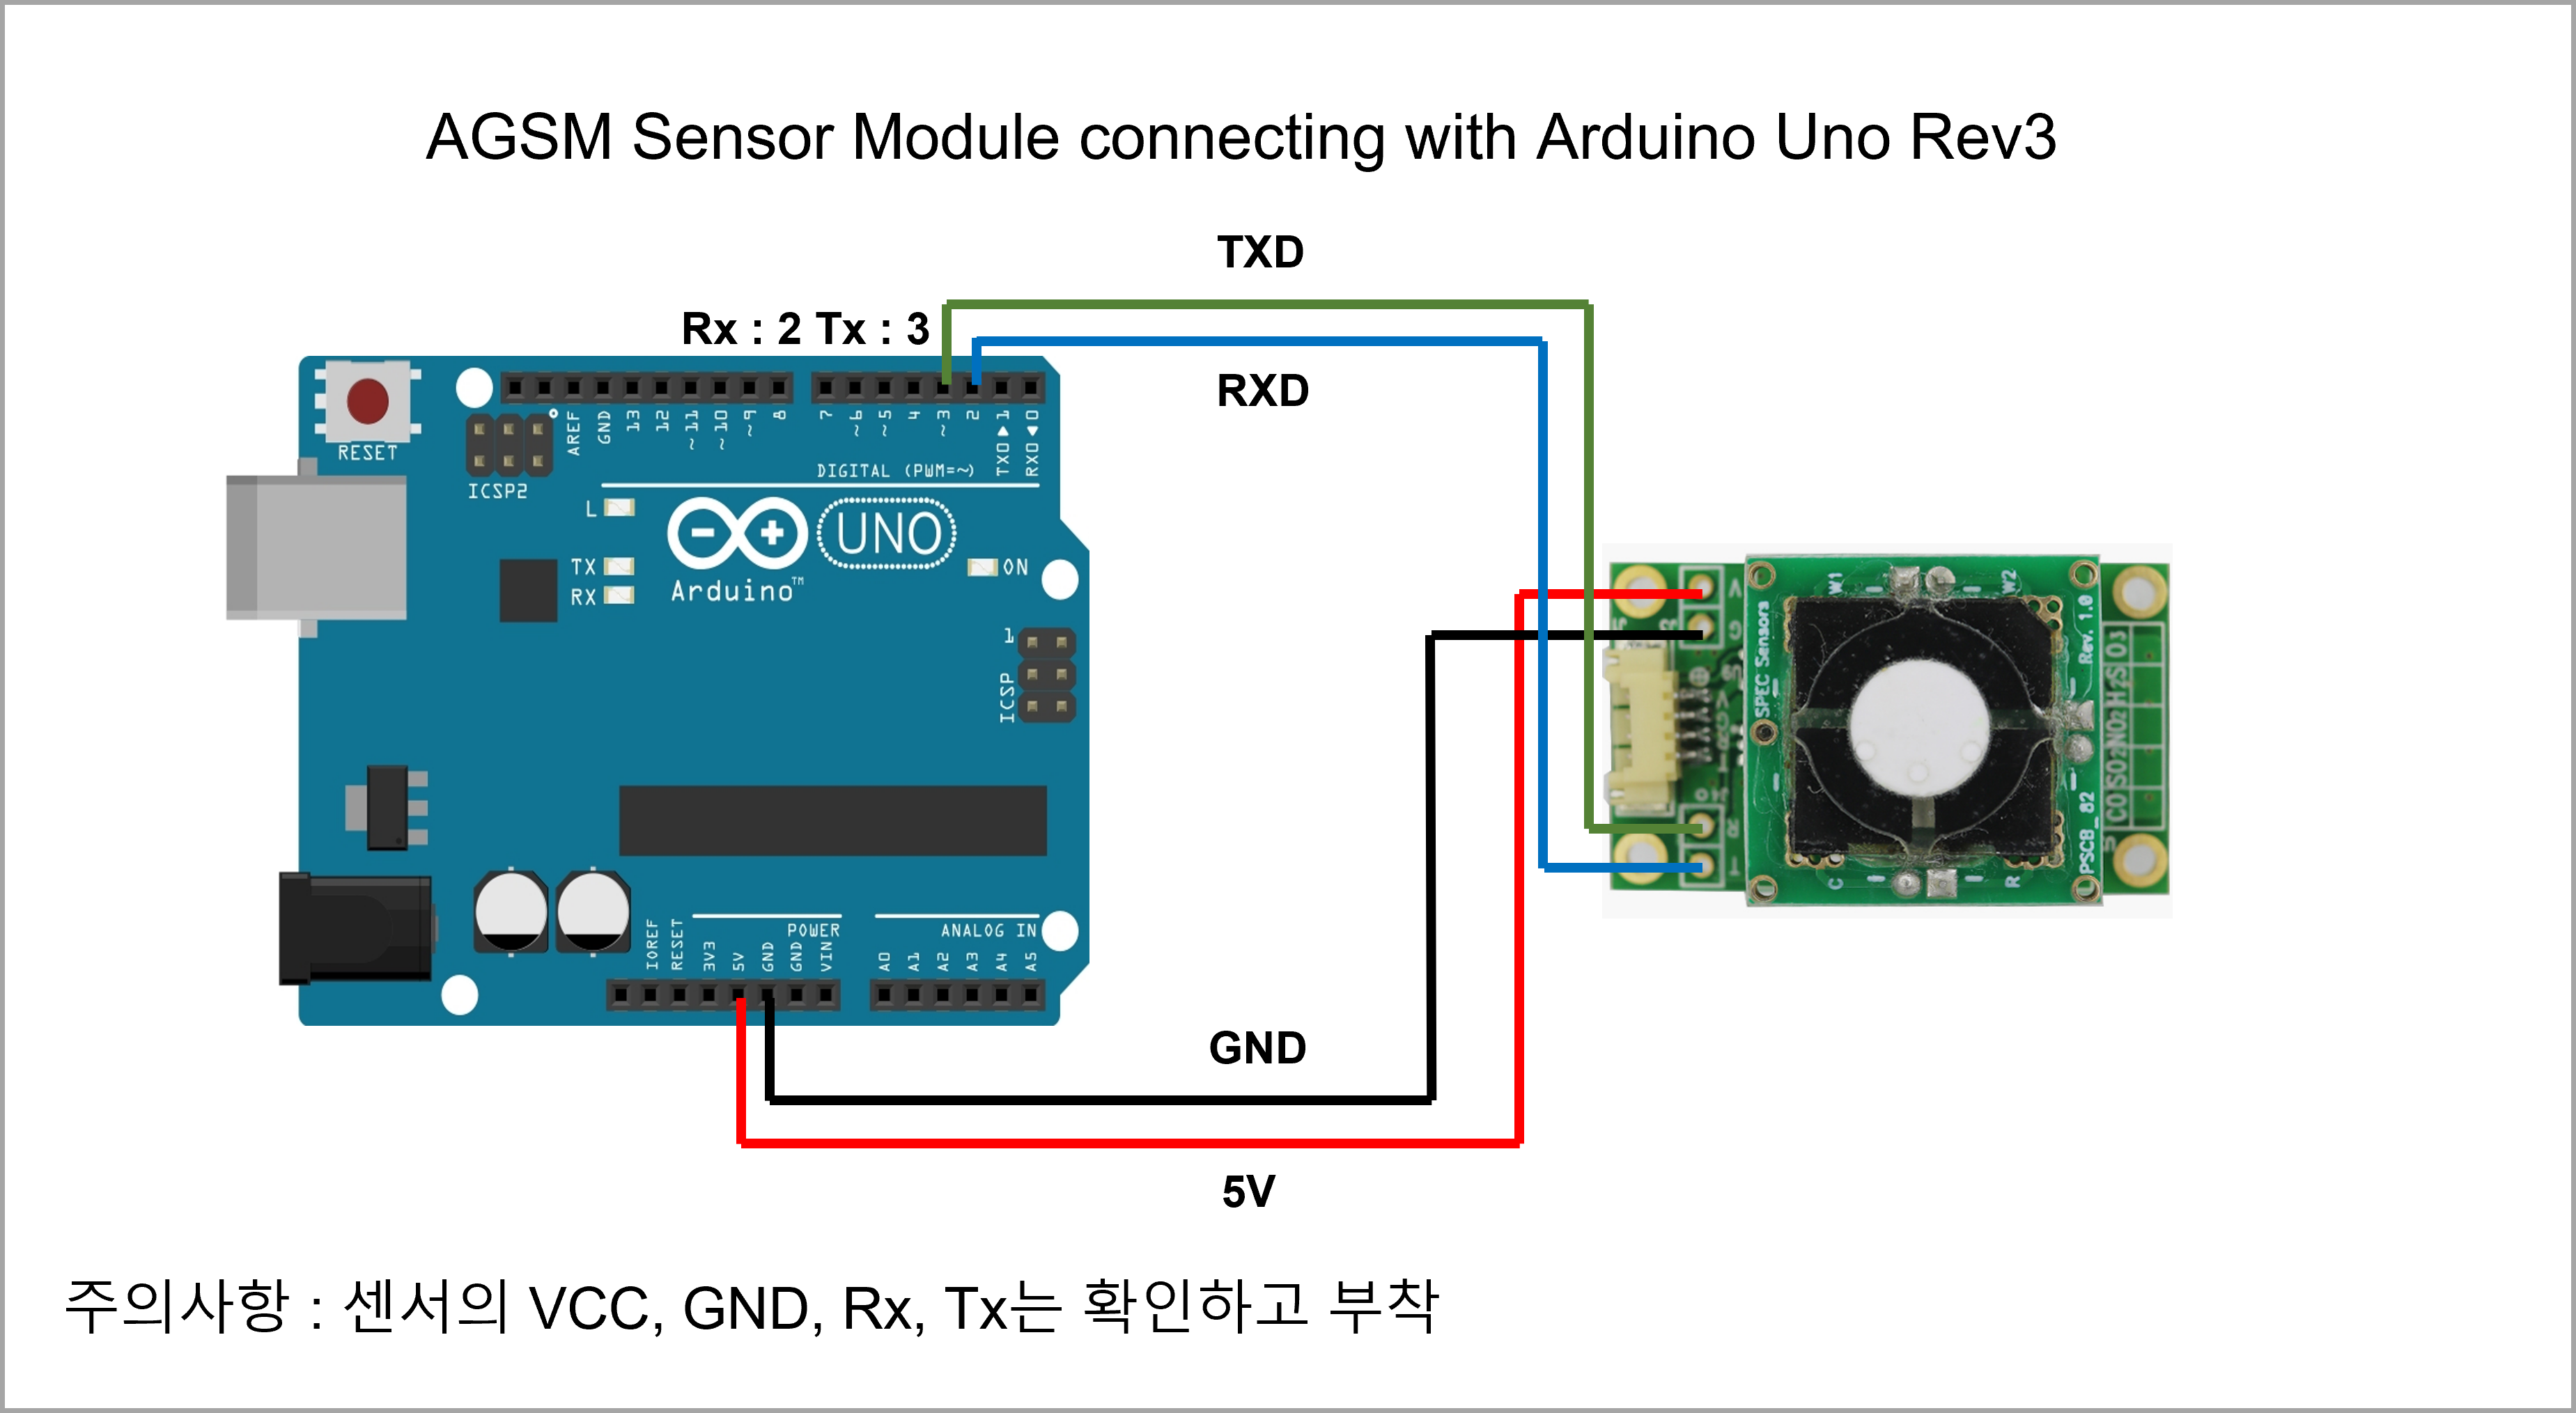 AGSM Sensor Module connecting with Arduino Uno Rev3
TXD
Rx : 2 Tx : 3
RXD
RESET
ICSP2
AREF
GND
13
12
~11
~10
~9
8
7
~6
~5
4
~3
2
TX0▶1
RX0◀0
DIGITAL (PWM=~)
L
TX
RX
Arduino™
UNO
ON
1
ICSP
IOREF
RESET
3V3
5V
GND
GND
VIN
POWER
ANALOG IN
A0
A1
A2
A3
A4
A5
SPEC Sensors
W1
W2
Rev. 1.0
PSCB_82
C
R
CO SO2 NO2 H2S O3
GND
5V
주의사항 : 센서의 VCC, GND, Rx, Tx는 확인하고 부착